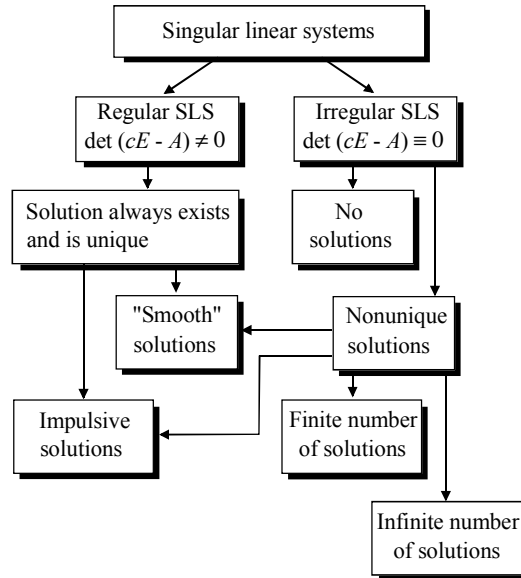 Singular linear systems
Regular SLS
det (cE - A) ≠ 0
Irregular SLS
det (cE - A) ≡ 0
Solution always exists
and is unique
No
solutions
"Smooth"
solutions
Nonunique
solutions
Impulsive
solutions
Finite number
of solutions
Infinite number
of solutions